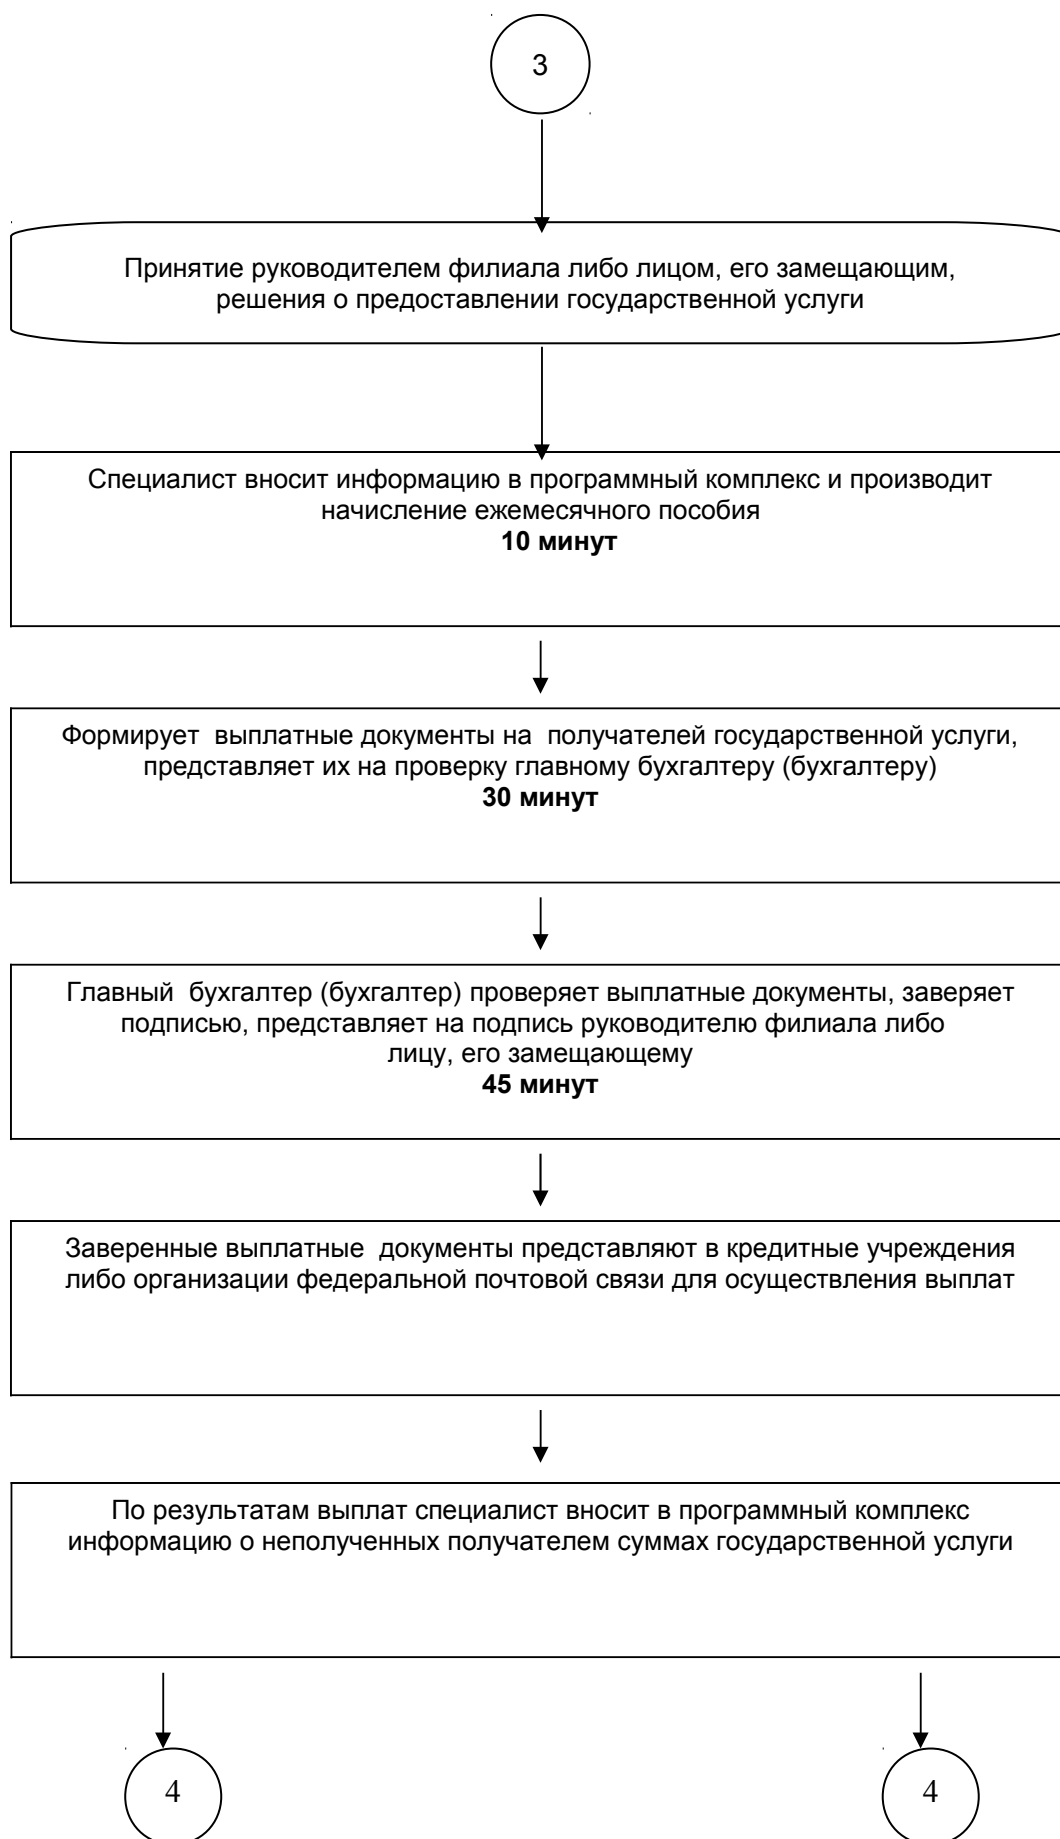 3
Принятие руководителем филиала либо лицом, его замещающим,
решения о предоставлении государственной услуги
Специалист вносит информацию в программный комплекс и производит
начисление ежемесячного пособия
10 минут
Формирует выплатные документы на получателей государственной услуги,
представляет их на проверку главному бухгалтеру (бухгалтеру)
30 минут
Главный бухгалтер (бухгалтер) проверяет выплатные документы, заверяет
подписью, представляет на подпись руководителю филиала либо
лицу, его замещающему
45 минут
Заверенные выплатные документы представляют в кредитные учреждения
либо организации федеральной почтовой связи для осуществления выплат
По результатам выплат специалист вносит в программный комплекс
информацию о неполученных получателем суммах государственной услуги
4
4